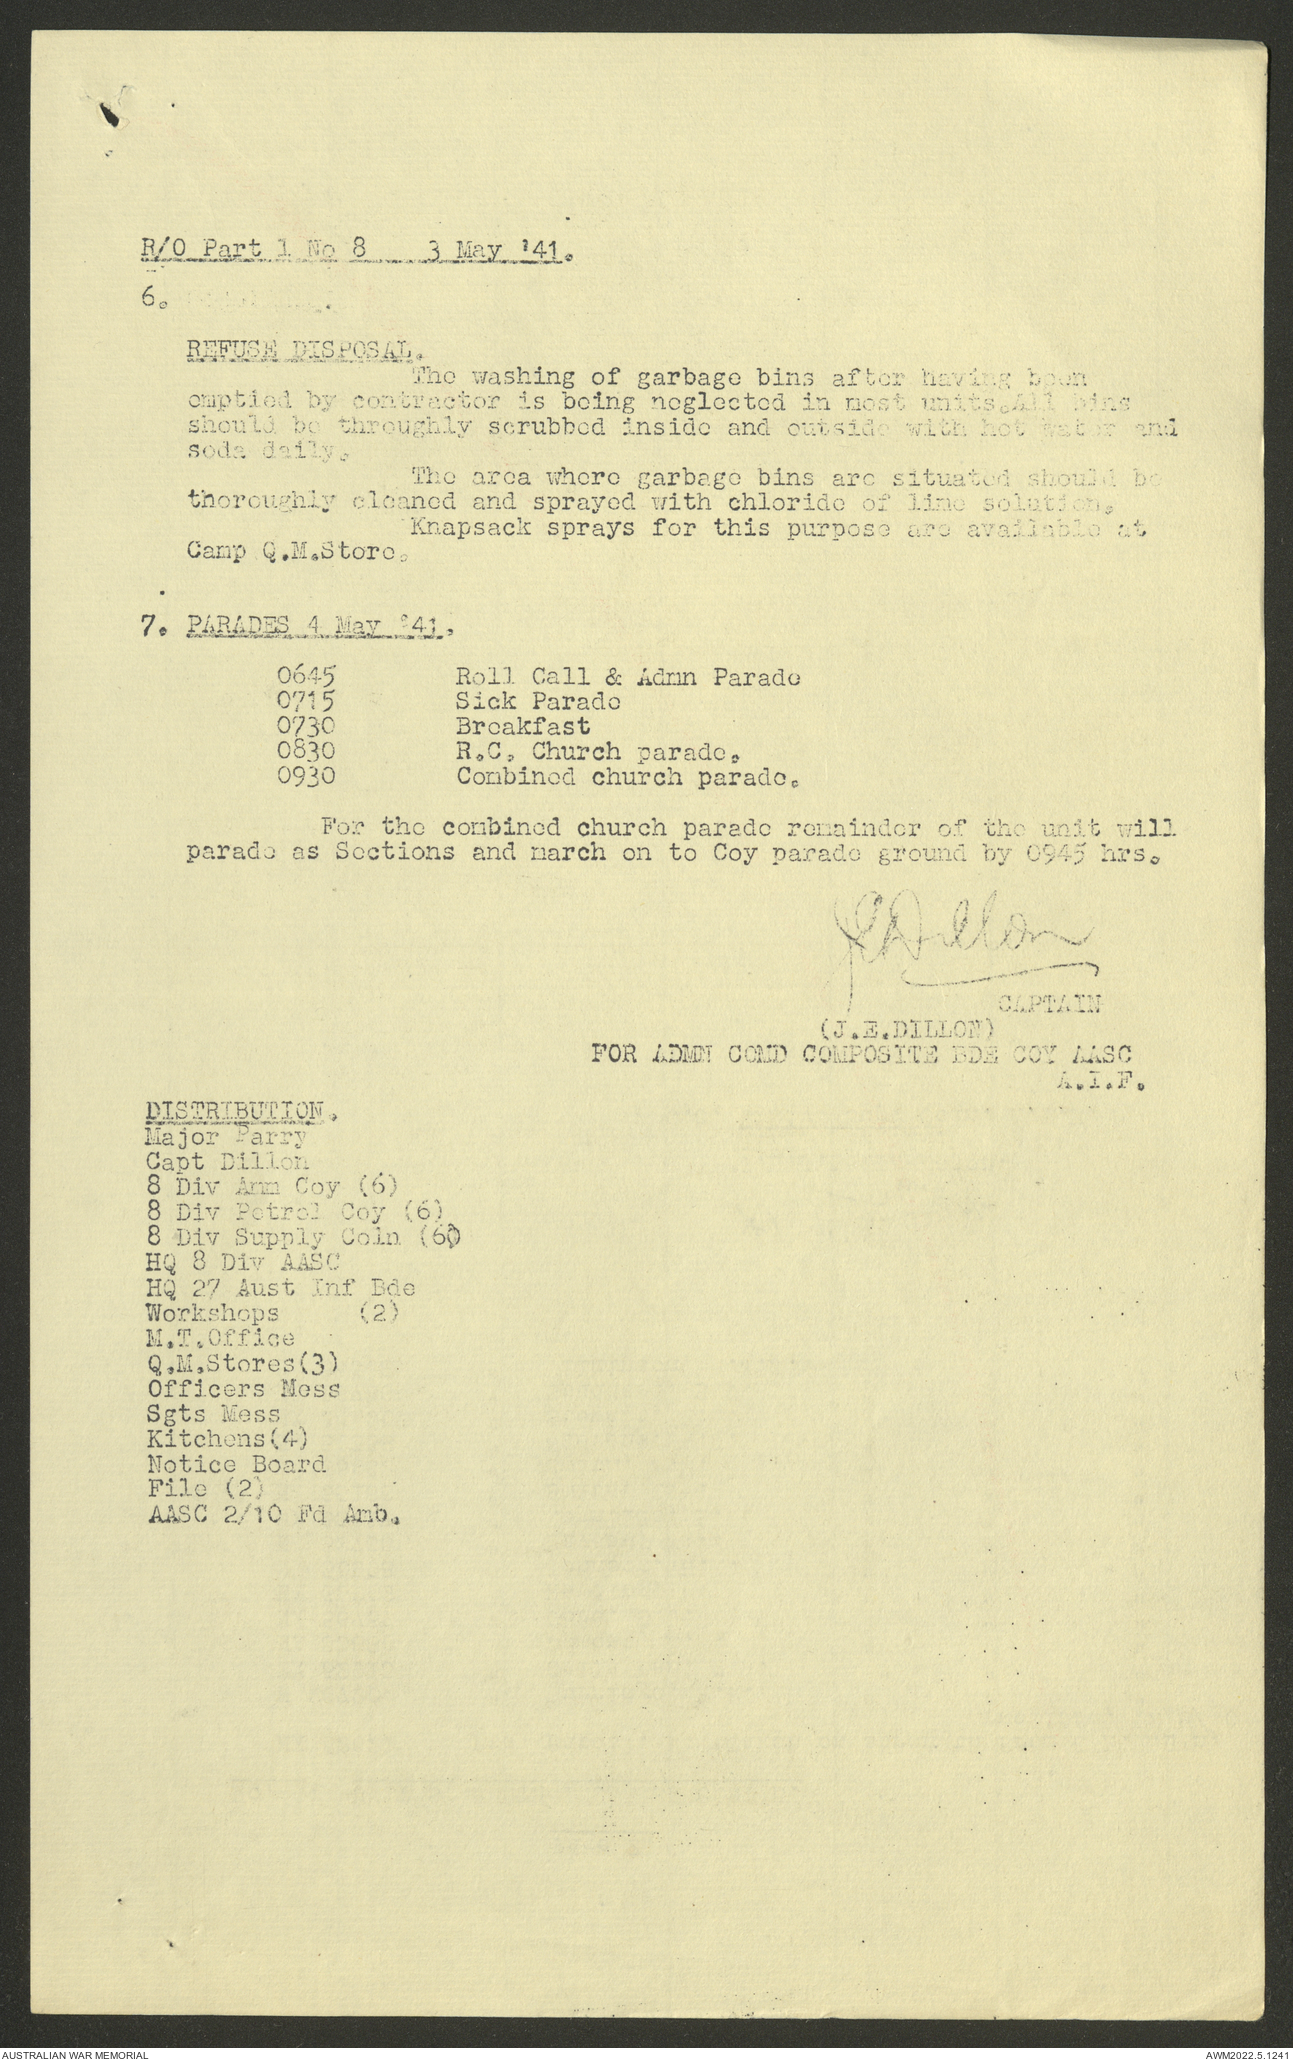 R/O Part 1 No 8    3 May '41.
6.
REFUSE DISPOSAL.
The washing of garbage bins after having been
emptied by contractor is being neglected in most units.All bins
should be throughly scrubbed inside and outside with hot water and
soda daily.
The area where garbage bins are situated should be
thoroughly cleaned and sprayed with chloride of lime solution.
Knapsack sprays for this purpose are available at
Camp Q.M.Store.
7. PARADES 4 May '41.
0645 Roll Call & Admn Parade
0715 Sick Parade
0730 Breakfast
0830 R.C. Church parade.
0930 Combined church parade.
For the combined church parade remainder of the unit will
parade as Sections and march on to Coy parade ground by 0945 hrs.
JEDillon
CAPTAIN
(J.E.DILLON)
FOR ADMN COMD COMPOSITE BDE COY AASC
A.I.F.
DISTRIBUTION.
Major Parry
Capt Dillon
8 Div Amm Coy (6)
8 Div Petrol Coy (6)
8 Div Supply Coln (6)
HQ 8 Div AASC
HQ 27 Aust Inf Bde
Workshops (2)
M.T.Office
Q.M.Stores(3)
Officers Mess
Sgts Mess
Kitchens(4)
Notice Board
File (2)
AASC 2/10 Fd Amb.
AUSTRALIAN WAR MEMORIAL
AWM2022.5.1241